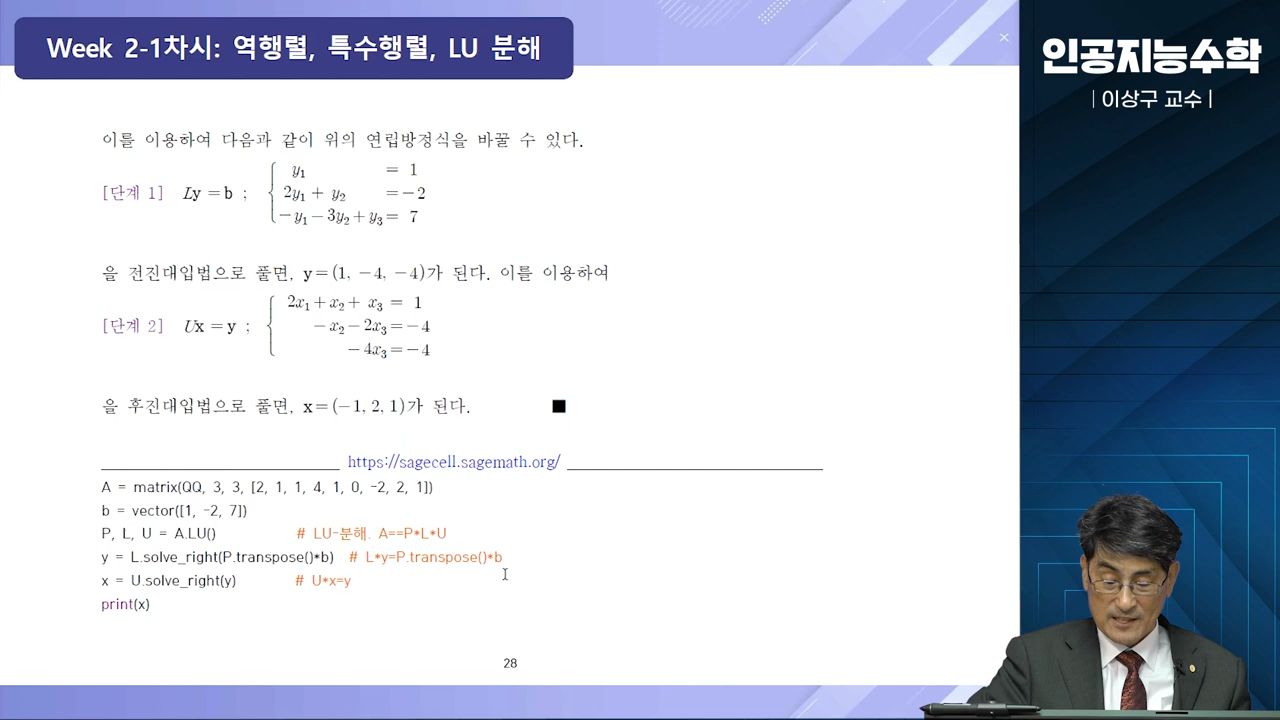 Week 2-1차시: 역행렬, 특수행렬, LU 분해
인공지능수학
| 이상구 교수 |
이를 이용하여 다음과 같이 위의 연립방정식을 바꿀 수 있다.
y₁ = 1
[단계 1] Ly = b ; 2y₁ + y₂ = −2
−y₁ − 3y₂ + y₃ = 7
을 전진대입법으로 풀면, y = (1, −4, −4)가 된다. 이를 이용하여
2x₁ + x₂ + x₃ = 1
[단계 2] Ux = y ; −x₂ − 2x₃ = −4
−4x₃ = −4
을 후진대입법으로 풀면, x = (−1, 2, 1)가 된다. ■
https://sagecell.sagemath.org/
A = matrix(QQ, 3, 3, [2, 1, 1, 4, 1, 0, -2, 2, 1])
b = vector([1, -2, 7])
P, L, U = A.LU() # LU-분해. A==P*L*U
y = L.solve_right(P.transpose()*b) # L*y=P.transpose()*b
x = U.solve_right(y) # U*x=y
print(x)
28